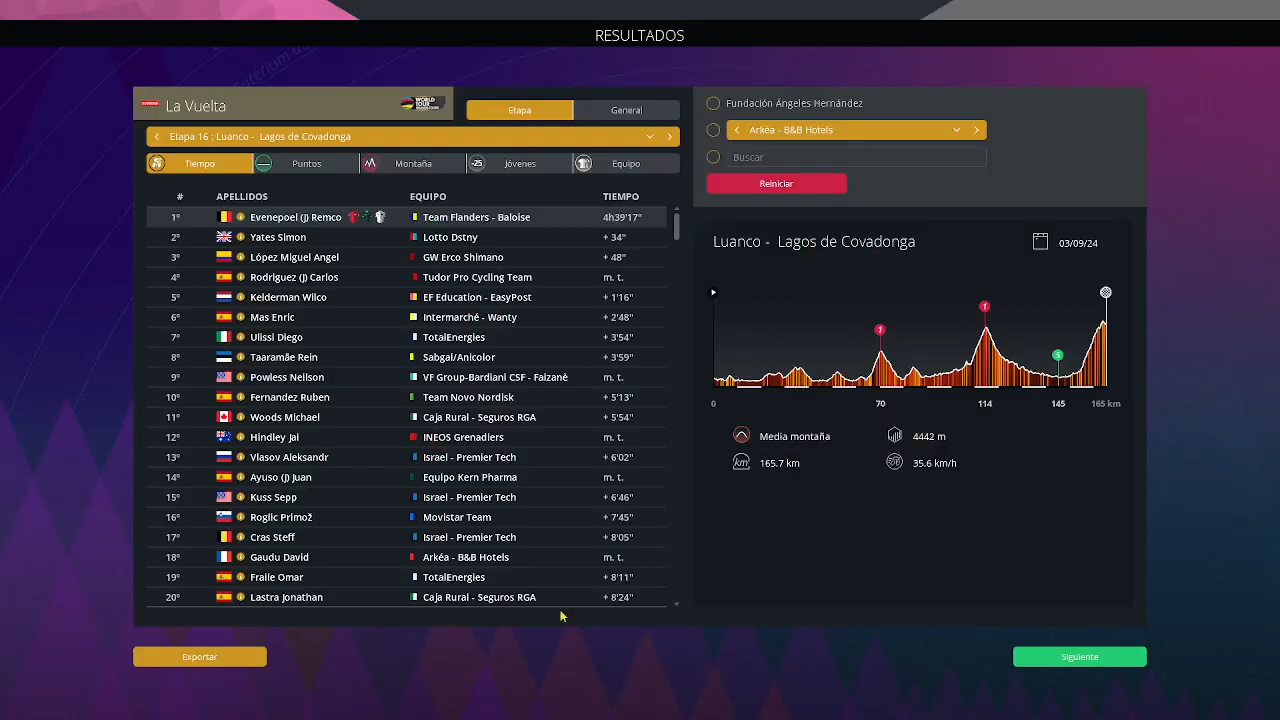 RESULTADOS
La Vuelta
WORLD TOUR
Etapa
General
Etapa 16 : Luanco - Lagos de Covadonga
Tiempo
Puntos
Montaña
-25
Jóvenes
Equipo
# APELLIDOS EQUIPO TIEMPO
1º Evenepoel (J) Remco Team Flanders - Baloise 4h39'17"
2º Yates Simon Lotto Dstny + 34"
3º López Miguel Angel GW Erco Shimano + 48"
4º Rodríguez (J) Carlos Tudor Pro Cycling Team m. t.
5º Kelderman Wilco EF Education - EasyPost + 1'16"
6º Mas Enric Intermarché - Wanty + 2'48"
7º Ulissi Diego TotalEnergies + 3'54"
8º Taaramäe Rein Sabgal/Anicolor + 3'59"
9º Powless Neilson VF Group-Bardiani CSF - Faizanè m. t.
10º Fernandez Ruben Team Novo Nordisk + 5'13"
11º Woods Michael Caja Rural - Seguros RGA + 5'54"
12º Hindley Jai INEOS Grenadiers m. t.
13º Vlasov Aleksandr Israel - Premier Tech + 6'02"
14º Ayuso (J) Juan Equipo Kern Pharma m. t.
15º Kuss Sepp Israel - Premier Tech + 6'46"
16º Roglic Primož Movistar Team + 7'45"
17º Cras Steff Israel - Premier Tech + 8'05"
18º Gaudu David Arkéa - B&B Hotels m. t.
19º Fraile Omar TotalEnergies + 8'11"
20º Lastra Jonathan Caja Rural - Seguros RGA + 8'24"
Fundación Ángeles Hernández
Arkéa - B&B Hotels
Buscar
Reiniciar
Luanco - Lagos de Covadonga
03/09/24
1
1
S
0 70 114 145 165 km
Media montaña
4442 m
km 165.7 km
35.6 km/h
Exportar
Siguiente